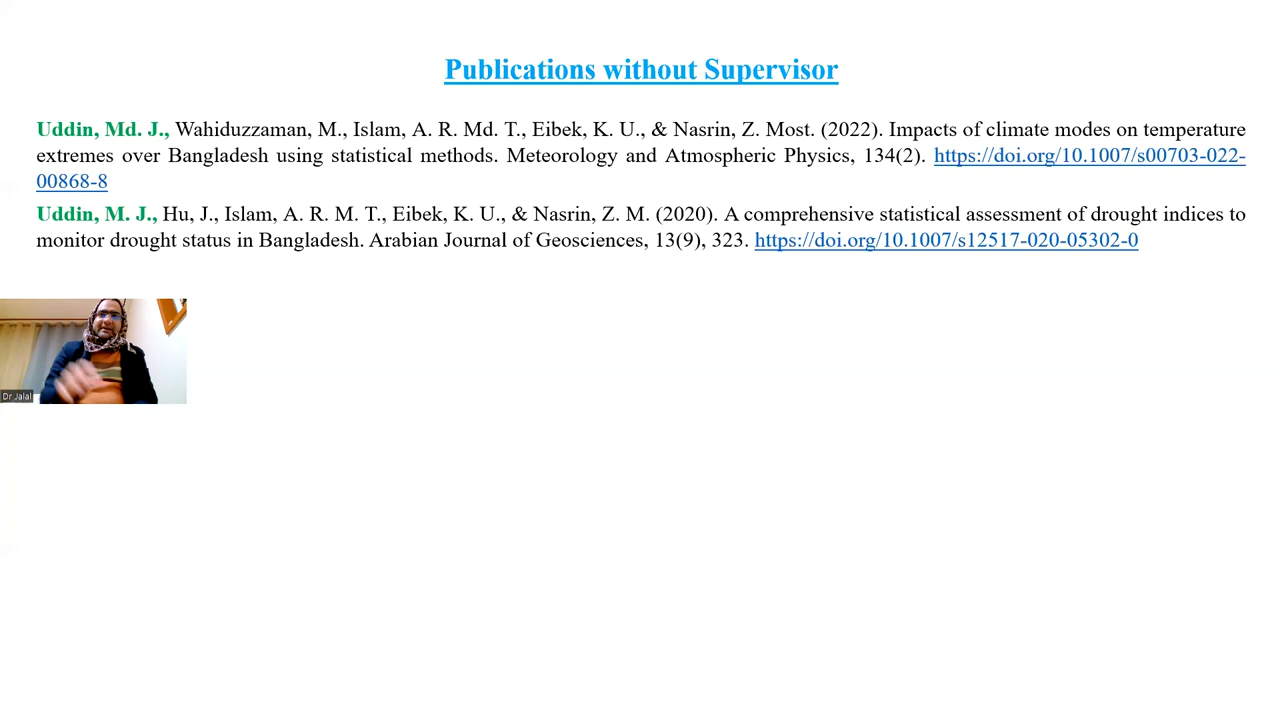 Publications without Supervisor
Uddin, Md. J., Wahiduzzaman, M., Islam, A. R. Md. T., Eibek, K. U., & Nasrin, Z. Most. (2022). Impacts of climate modes on temperature
extremes over Bangladesh using statistical methods. Meteorology and Atmospheric Physics, 134(2). https://doi.org/10.1007/s00703-022-
00868-8
Uddin, M. J., Hu, J., Islam, A. R. M. T., Eibek, K. U., & Nasrin, Z. M. (2020). A comprehensive statistical assessment of drought indices to
monitor drought status in Bangladesh. Arabian Journal of Geosciences, 13(9), 323. https://doi.org/10.1007/s12517-020-05302-0
Dr Jalal